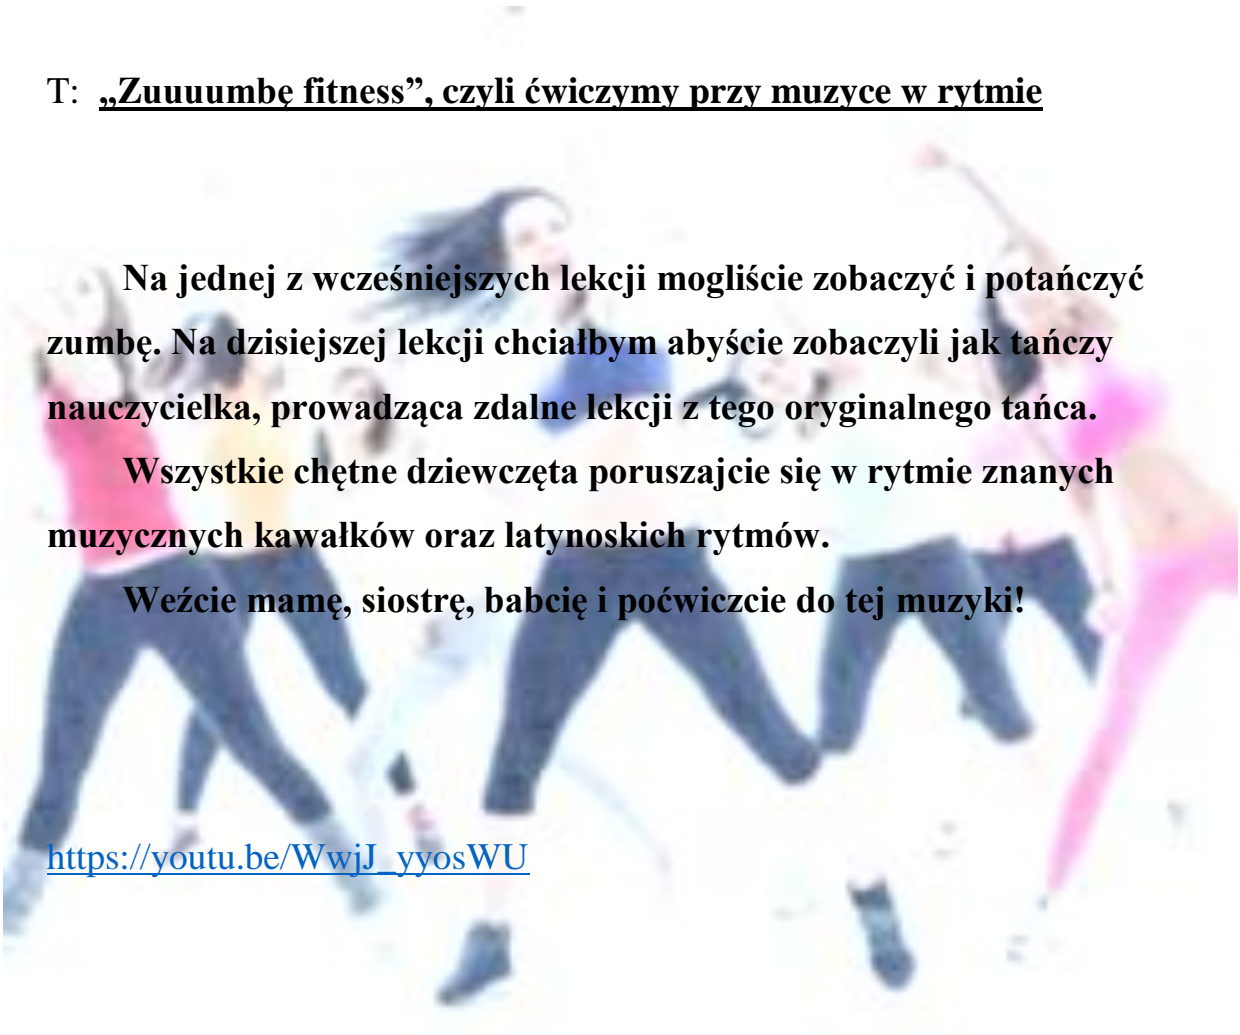 T: „Zuuuumbę fitness”, czyli ćwiczymy przy muzyce w rytmie
Na jednej z wcześniejszych lekcji mogliście zobaczyć i potańczyć
zumbę. Na dzisiejszej lekcji chciałbym abyście zobaczyli jak tańczy
nauczycielka, prowadząca zdalne lekcji z tego oryginalnego tańca.
Wszystkie chętne dziewczęta poruszajcie się w rytmie znanych
muzycznych kawałków oraz latynoskich rytmów.
Weźcie mamę, siostrę, babcię i poćwiczcie do tej muzyki!
https://youtu.be/WwjJ_yyosWU